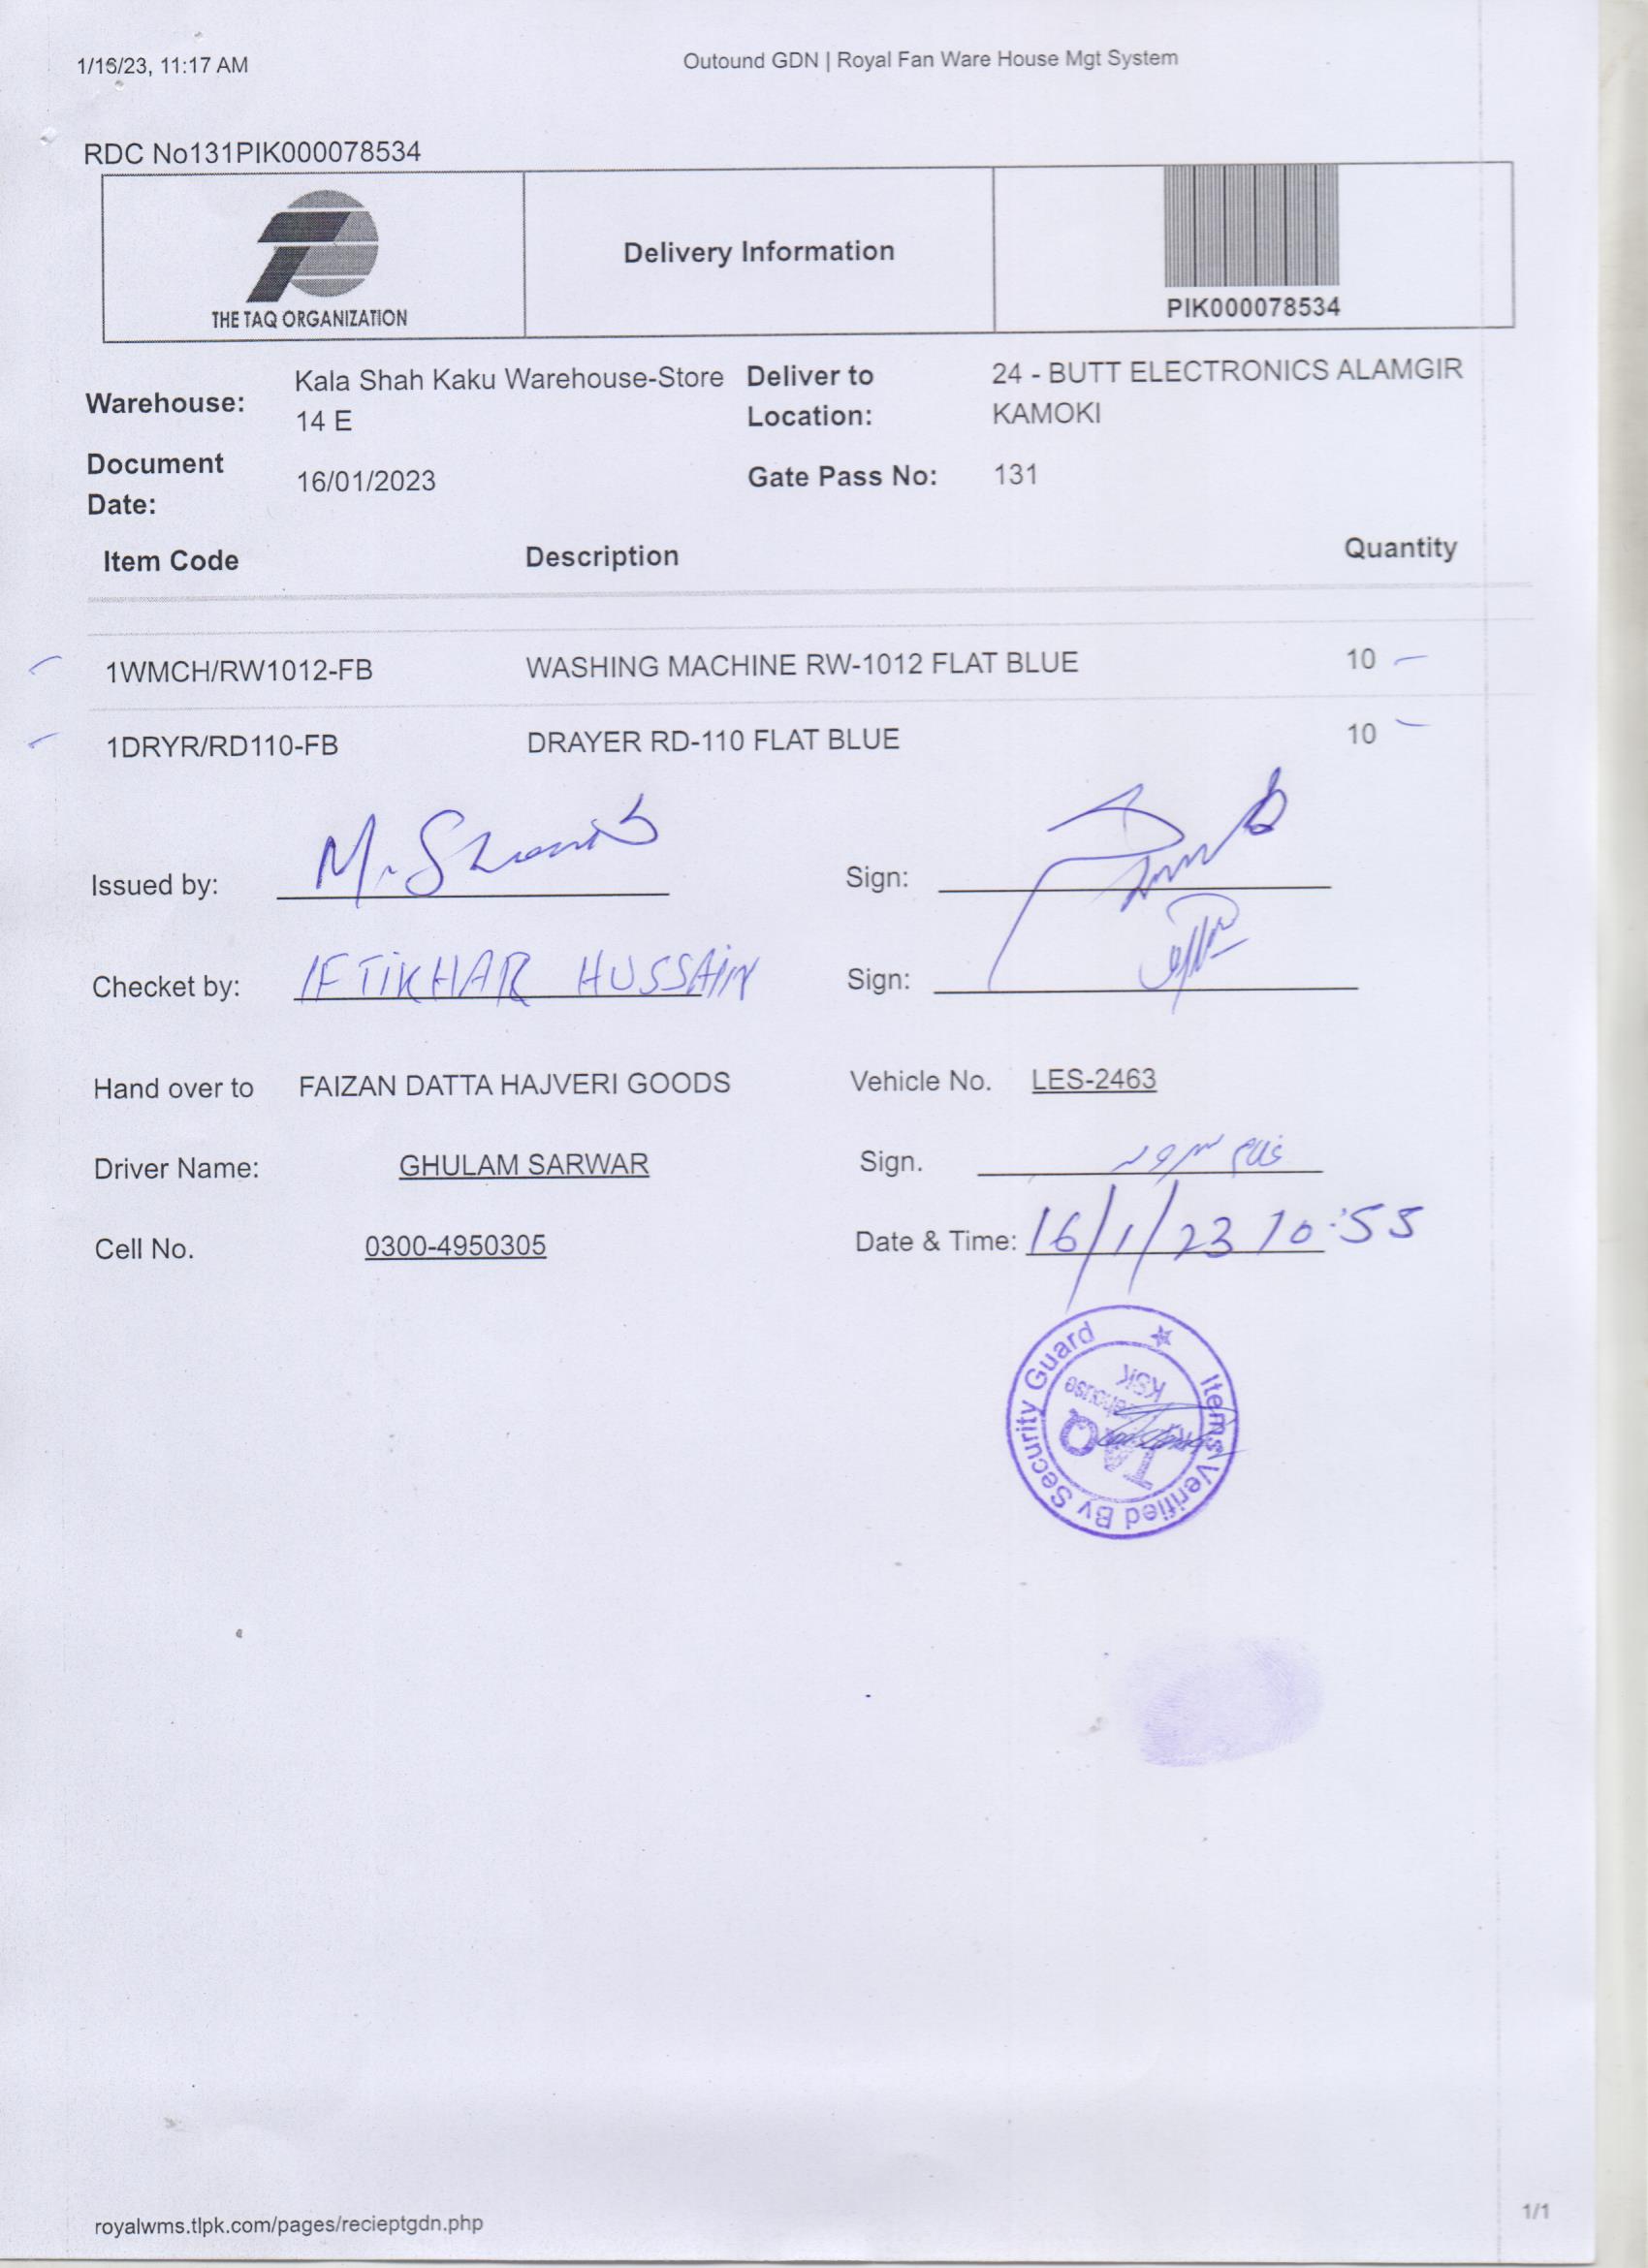 1/16/23, 11:17 AM
Outound GDN | Royal Fan Ware House Mgt System
RDC No131PIK000078534
THE TAQ ORGANIZATION
Delivery Information
PIK000078534
Warehouse: Kala Shah Kaku Warehouse-Store 14 E
Deliver to Location: 24 - BUTT ELECTRONICS ALAMGIR KAMOKI
Document Date: 16/01/2023
Gate Pass No: 131
Item Code Description Quantity
1WMCH/RW1012-FB WASHING MACHINE RW-1012 FLAT BLUE 10
1DRYR/RD110-FB DRAYER RD-110 FLAT BLUE 10
Issued by: Sign:
Checket by: IFTIKHAR HUSSAIN Sign:
Hand over to FAIZAN DATTA HAJVERI GOODS Vehicle No. LES-2463
Driver Name: GHULAM SARWAR Sign. غلام سرور
Cell No. 0300-4950305 Date & Time: 16/1/23 10:55
Items Verified By Security Guard
TAQ
KSK
royalwms.tlpk.com/pages/recieptgdn.php
1/1